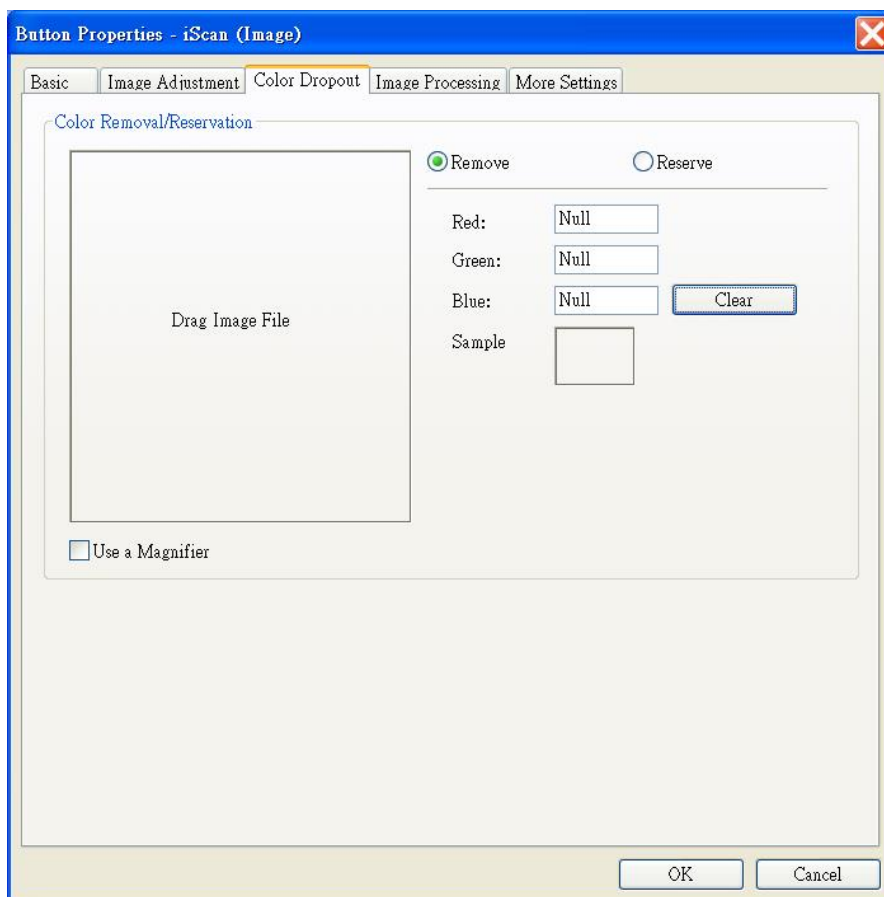 Button Properties - iScan (Image)
Basic Image Adjustment Color Dropout Image Processing More Settings
Color Removal/Reservation
Remove Reserve
Red: Null
Green: Null
Blue: Null Clear
Drag Image File
Sample
Use a Magnifier
OK Cancel